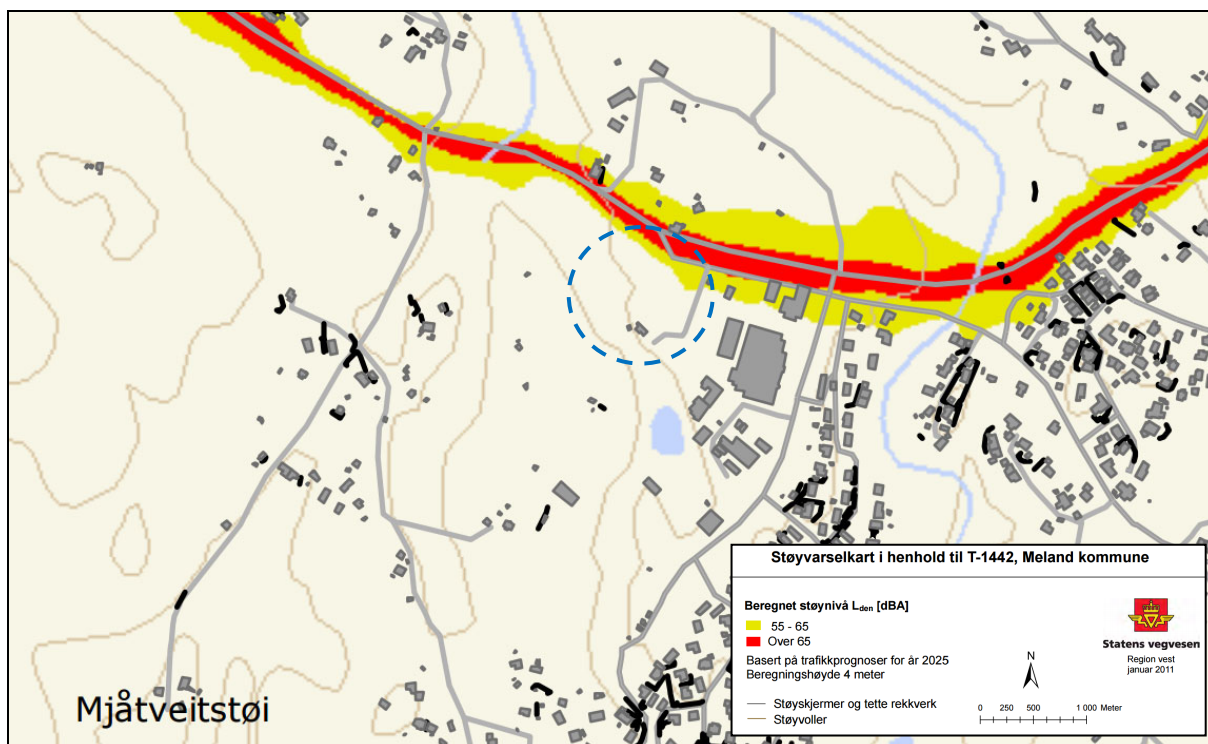 Støyvarselkart i henhold til T-1442, Meland kommune
Beregnet støynivå Lden [dBA]
55 - 65
Over 65
Basert på trafikkprognoser for år 2025
Beregningshøyde 4 meter
Støyskjermer og tette rekkverk
Støyvoller
Statens vegvesen
Region vest
januar 2011
N
0 250 500 1 000 Meter
Mjåtveitstøi